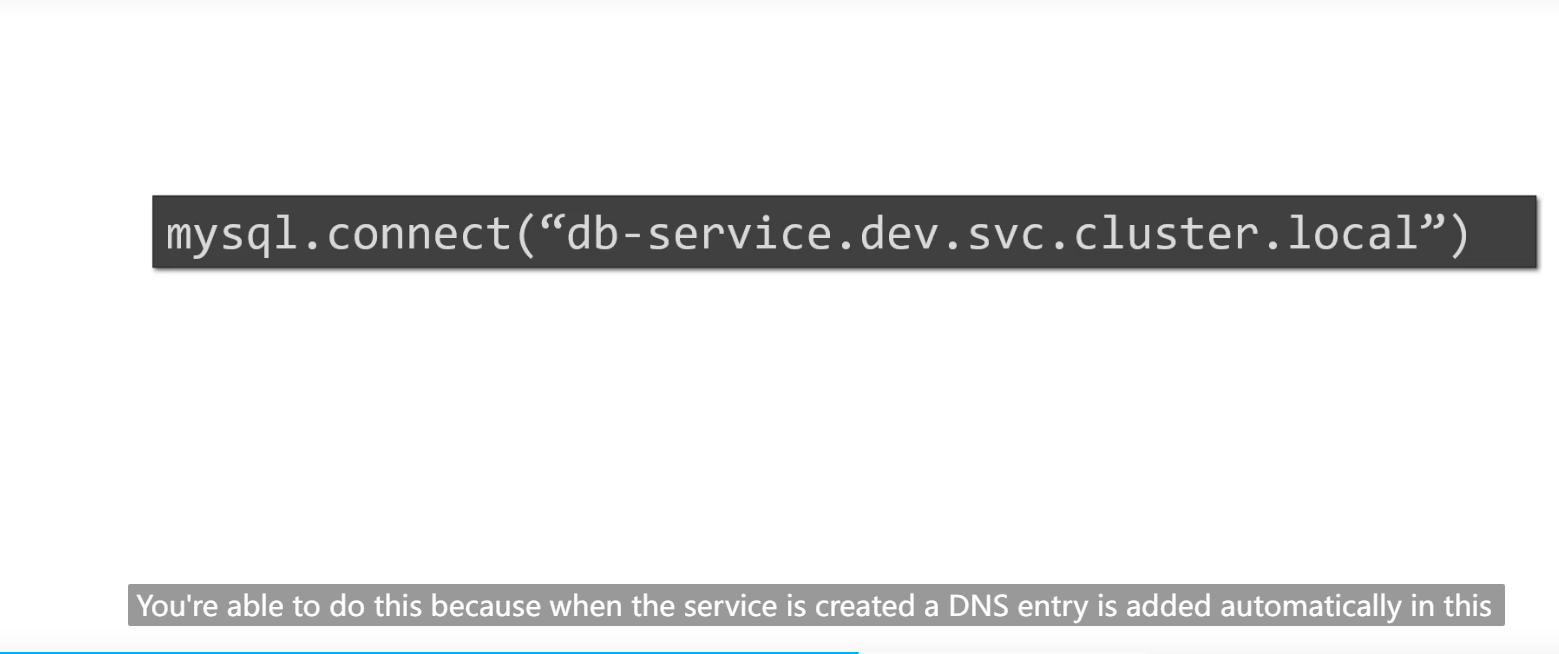 mysql.connect(“db-service.dev.svc.cluster.local”)
You're able to do this because when the service is created a DNS entry is added automatically in this